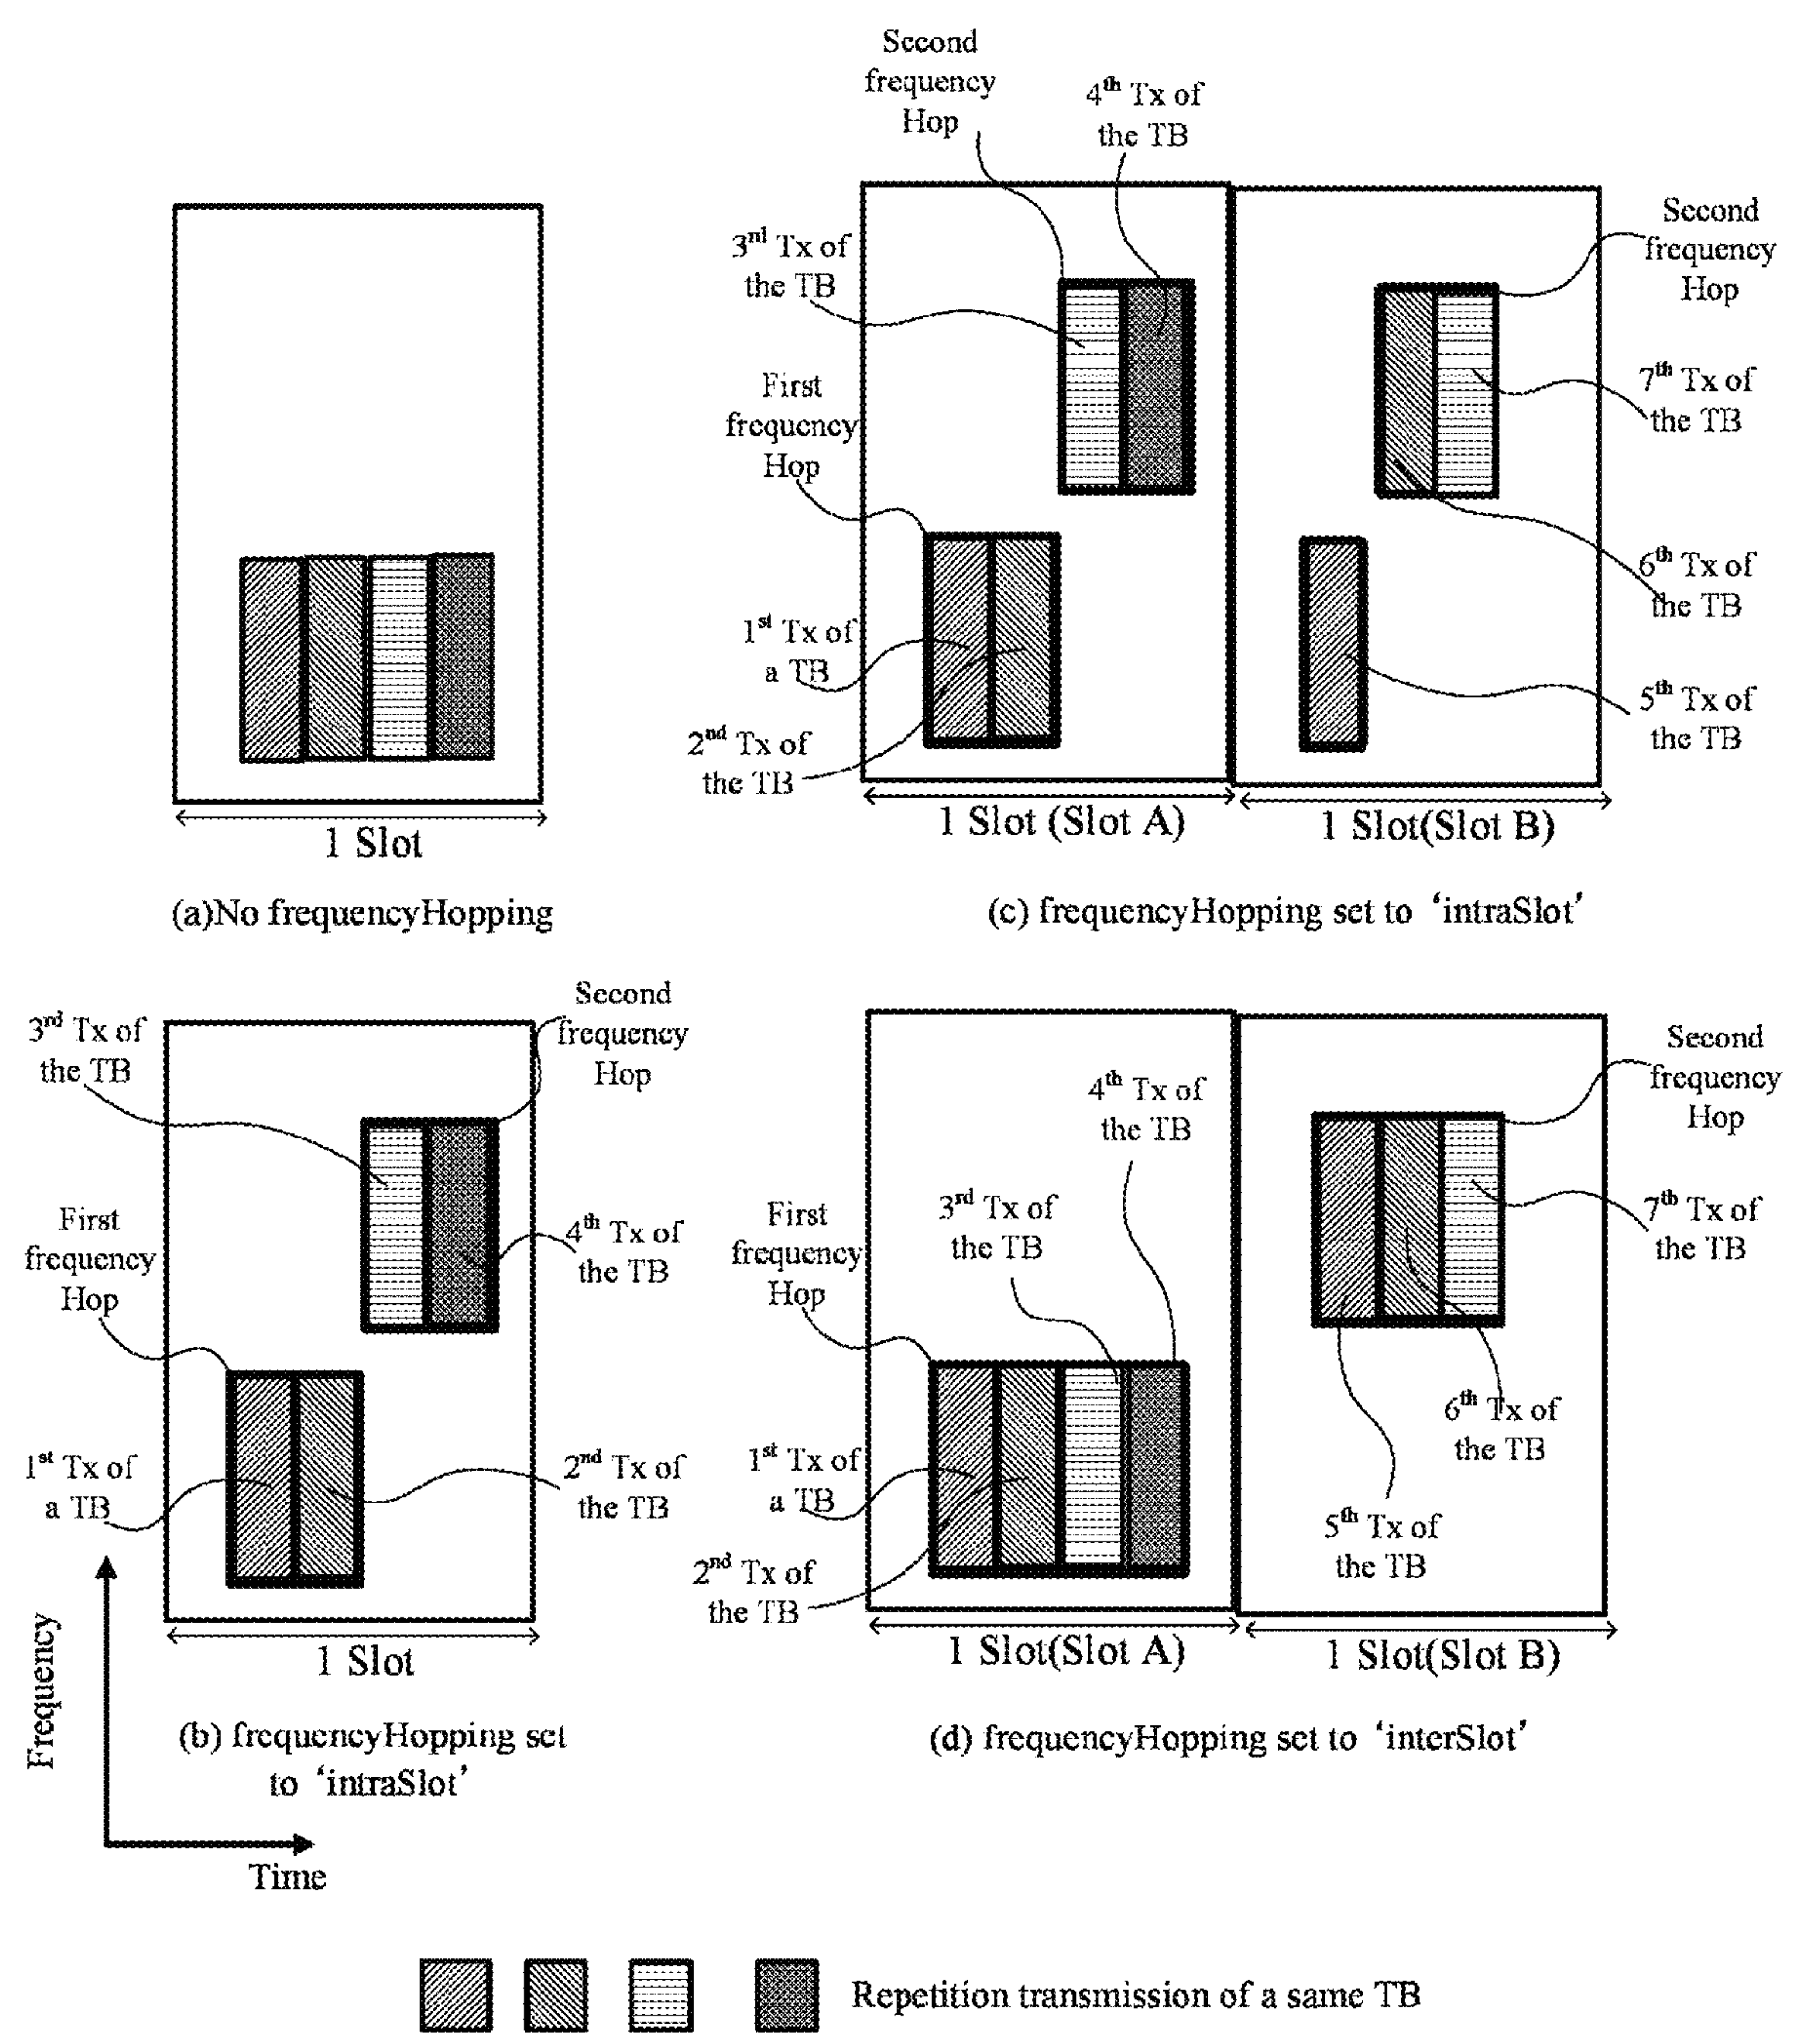 Second
frequency
Hop
4th Tx of
the TB
3rd Tx of
the TB
First
frequency
Hop
1st Tx of
a TB
2nd Tx of
the TB
Second
frequency
Hop
7th Tx of
the TB
6th Tx of
the TB
5th Tx of
the TB
1 Slot
1 Slot (Slot A)
1 Slot(Slot B)
(a)No frequencyHopping
(c) frequencyHopping set to ‘intraSlot’
3rd Tx of
the TB
Second
frequency
Hop
First
frequency
Hop
4th Tx of
the TB
1st Tx of
a TB
2nd Tx of
the TB
1 Slot
(b) frequencyHopping set
to ‘intraSlot’
Frequency
Time
4th Tx of
the TB
3rd Tx of
the TB
First
frequency
Hop
1st Tx of
a TB
2nd Tx of
the TB
Second
frequency
Hop
7th Tx of
the TB
6th Tx of
the TB
5th Tx of
the TB
1 Slot(Slot A)
1 Slot(Slot B)
(d) frequencyHopping set to ‘interSlot’
Repetition transmission of a same TB